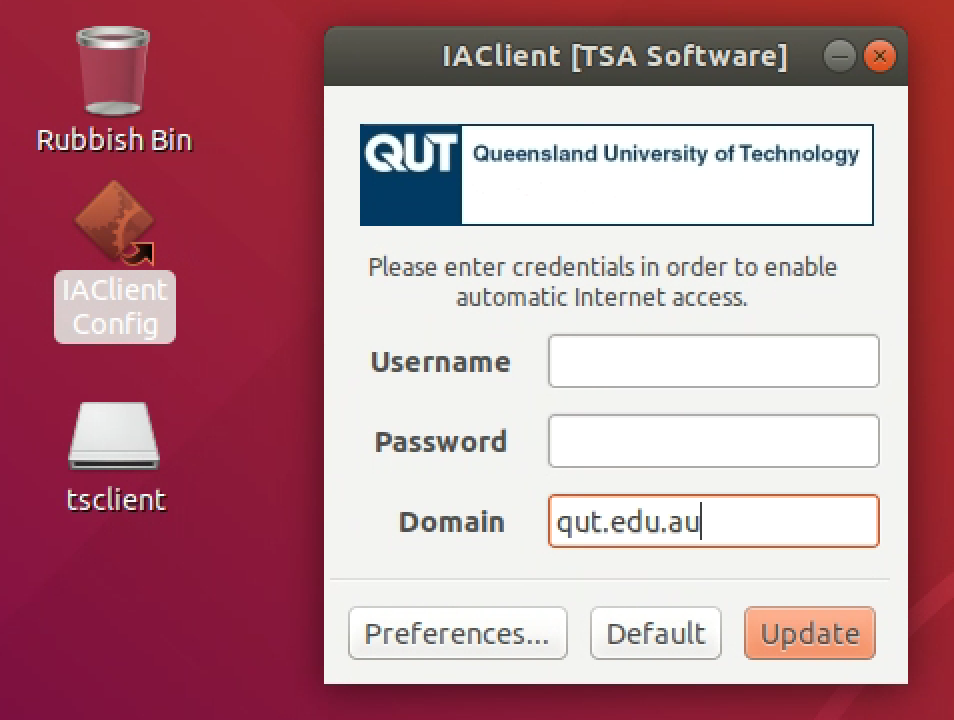 Rubbish Bin
IAClient
Config
tsclient
IAClient [TSA Software]
QUT Queensland University of Technology
Please enter credentials in order to enable
automatic Internet access.
Username
Password
Domain qut.edu.au
Preferences... Default Update